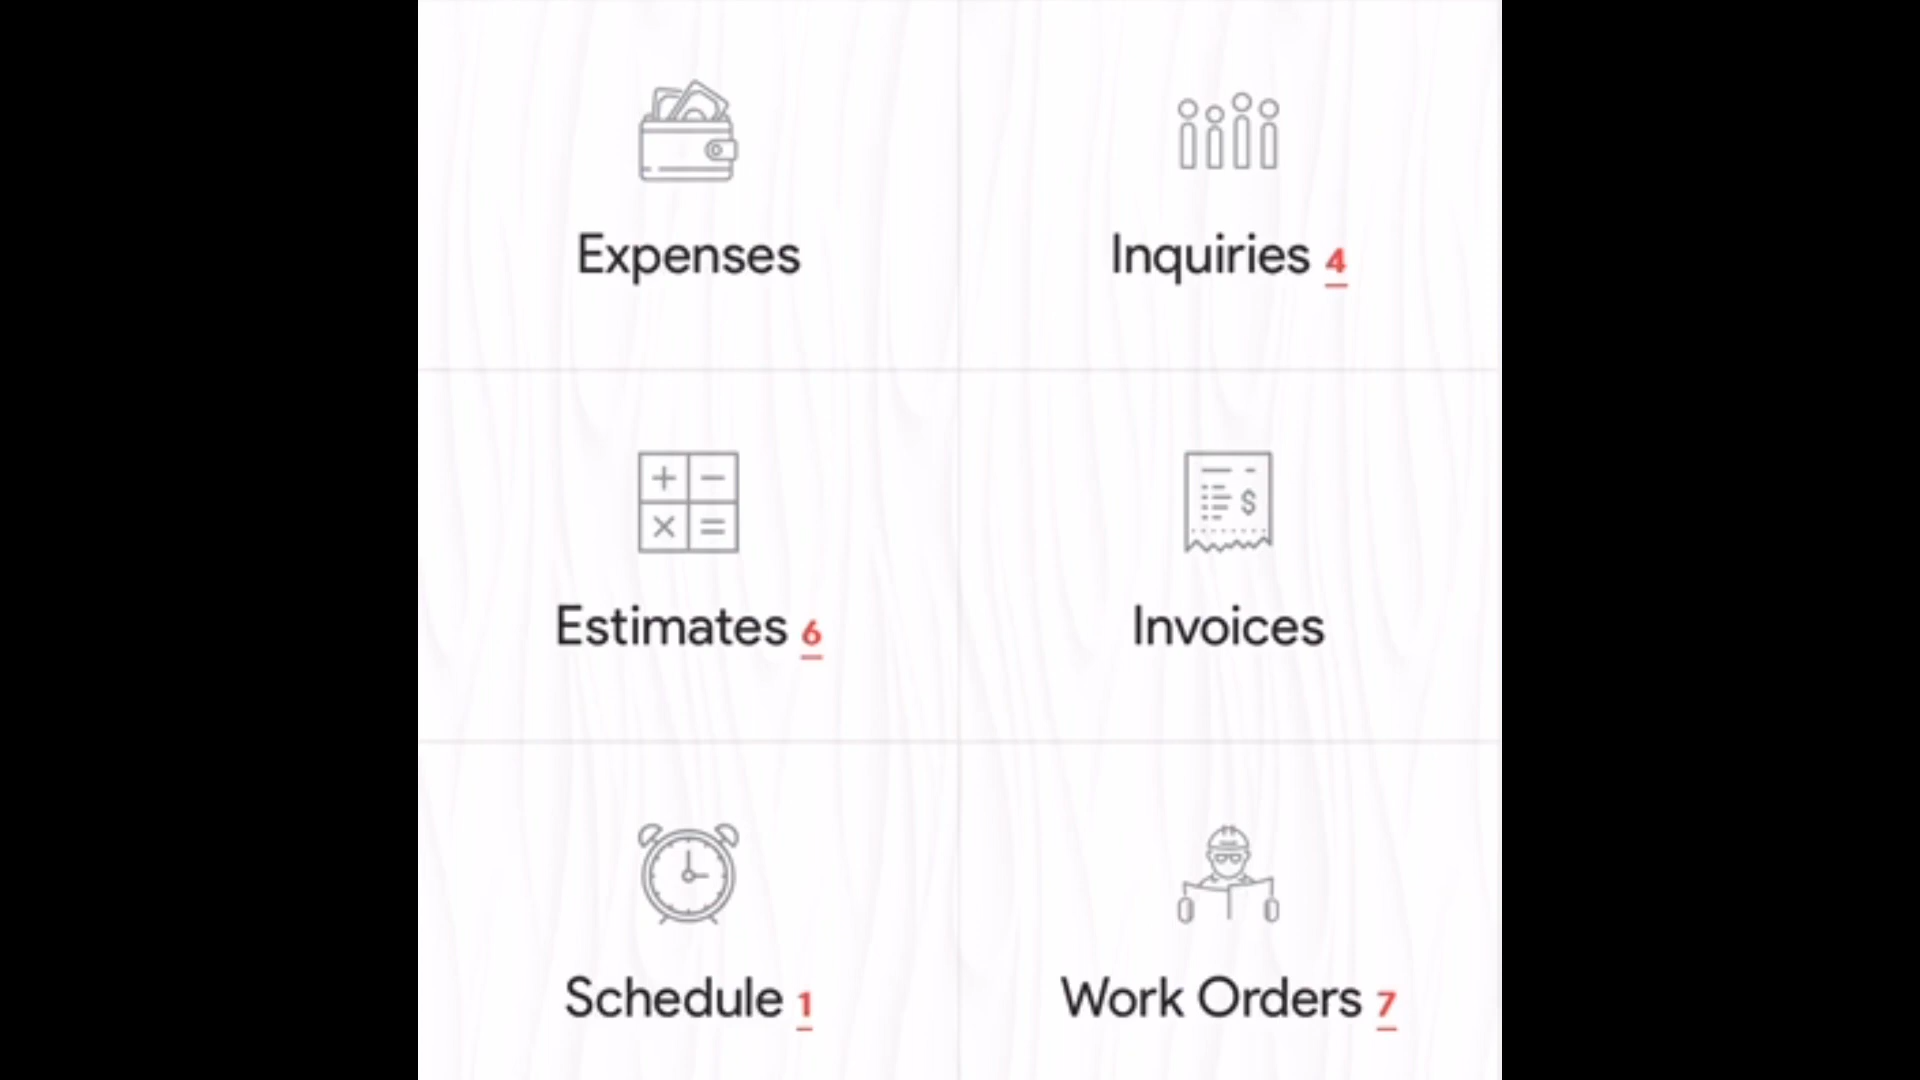 Expenses
Inquiries 4
Estimates 6
Invoices
Schedule 1
Work Orders 7